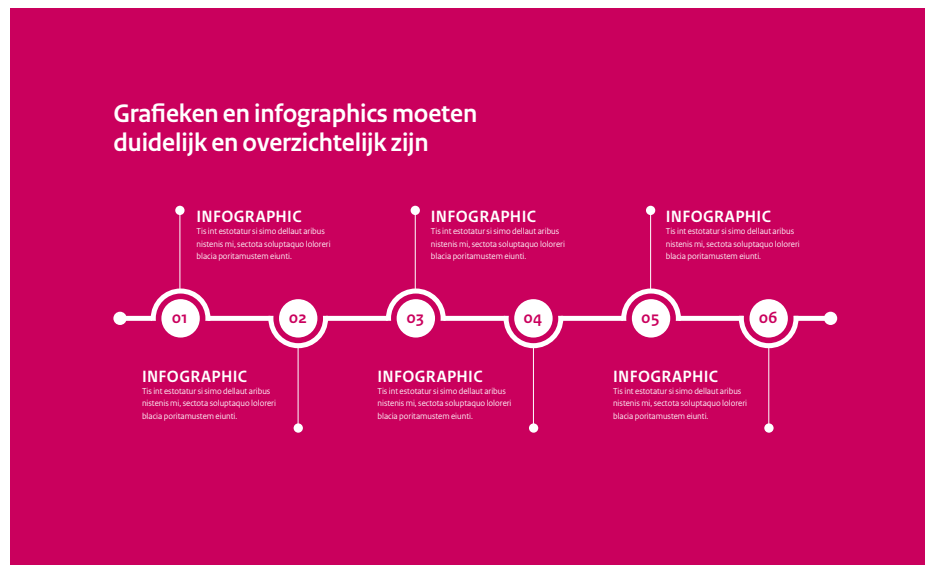 Grafieken en infographics moeten
duidelijk en overzichtelijk zijn
INFOGRAPHIC
Tis int estotatur si simo dellaut aribus
nistenis mi, sectota soluptaquo loloreri
blacia poritamustem eiunti.
INFOGRAPHIC
Tis int estotatur si simo dellaut aribus
nistenis mi, sectota soluptaquo loloreri
blacia poritamustem eiunti.
INFOGRAPHIC
Tis int estotatur si simo dellaut aribus
nistenis mi, sectota soluptaquo loloreri
blacia poritamustem eiunti.
01
02
03
04
05
06
INFOGRAPHIC
Tis int estotatur si simo dellaut aribus
nistenis mi, sectota soluptaquo loloreri
blacia poritamustem eiunti.
INFOGRAPHIC
Tis int estotatur si simo dellaut aribus
nistenis mi, sectota soluptaquo loloreri
blacia poritamustem eiunti.
INFOGRAPHIC
Tis int estotatur si simo dellaut aribus
nistenis mi, sectota soluptaquo loloreri
blacia poritamustem eiunti.